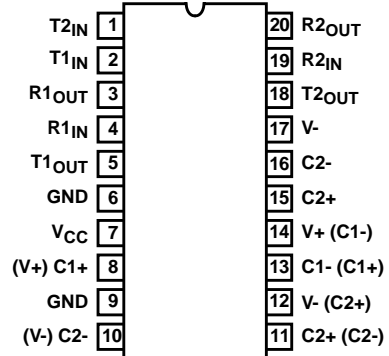 T2IN 1 20 R2OUT
T1IN 2 19 R2IN
R1OUT 3 18 T2OUT
R1IN 4 17 V-
T1OUT 5 16 C2-
GND 6 15 C2+
VCC 7 14 V+ (C1-)
(V+) C1+ 8 13 C1- (C1+)
GND 9 12 V- (C2+)
(V-) C2- 10 11 C2+ (C2-)